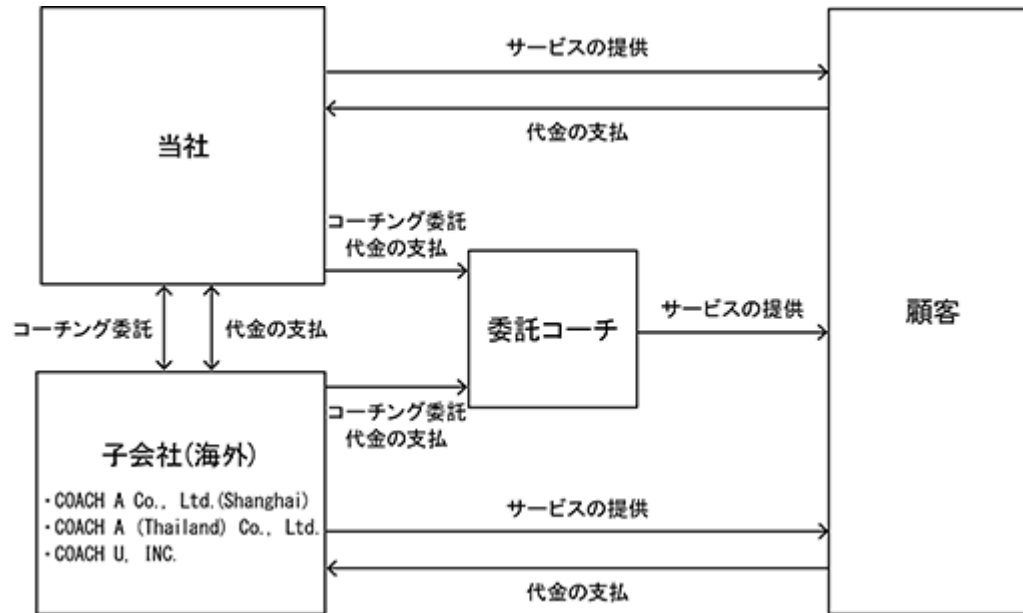 サービスの提供
代金の支払
当社
コーチング委託
代金の支払
コーチング委託
代金の支払
委託コーチ
サービスの提供
顧客
コーチング委託
代金の支払
子会社(海外)
・COACH A Co., Ltd.(Shanghai)
・COACH A (Thailand) Co., Ltd.
・COACH U, INC.
サービスの提供
代金の支払